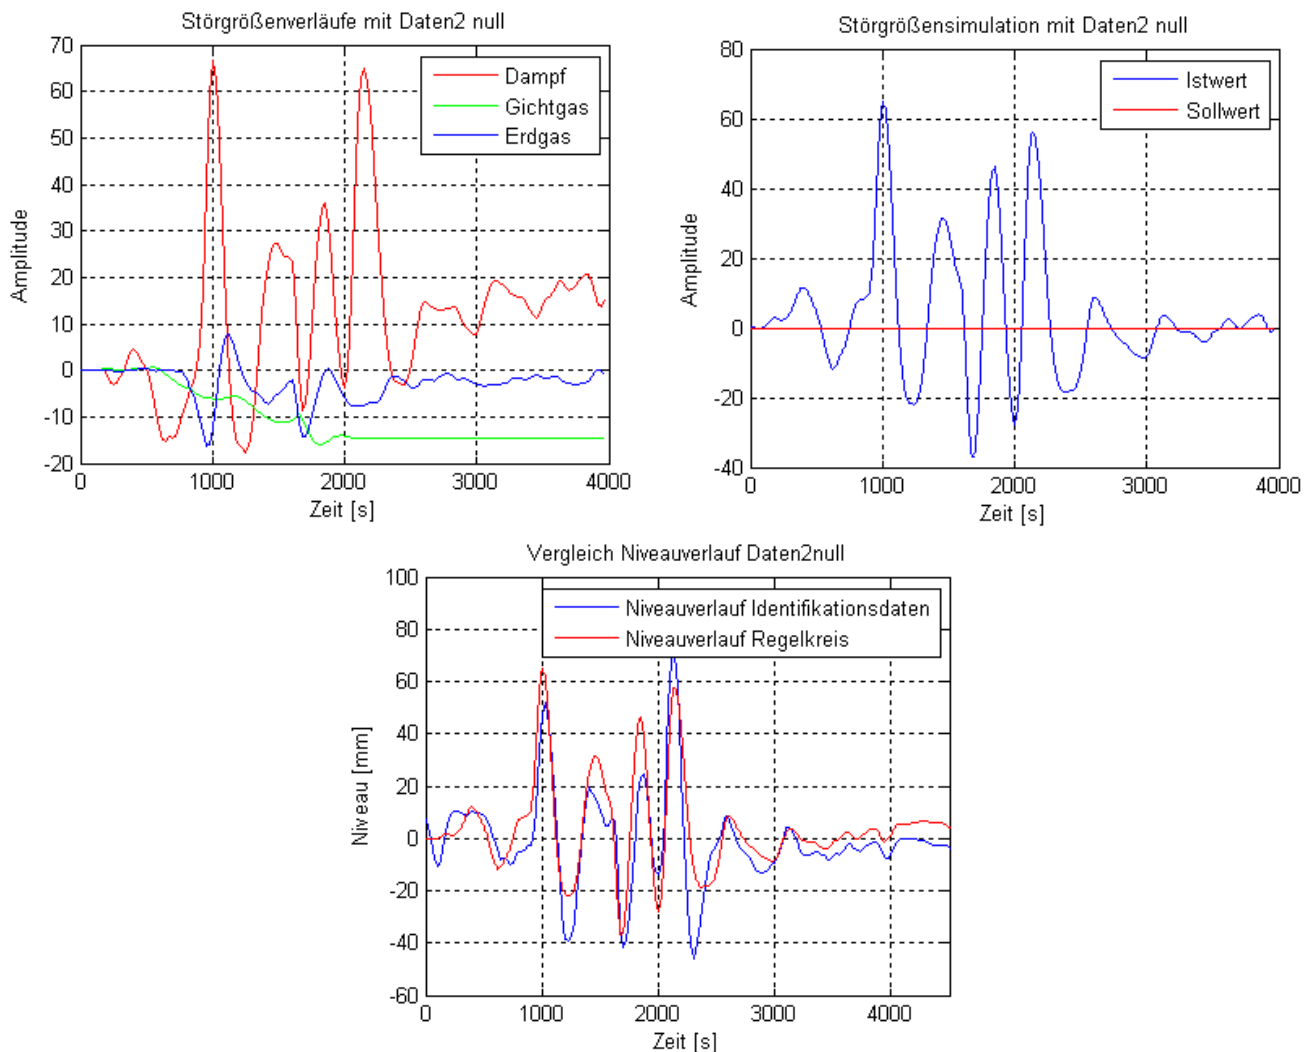 Störgrößenverläufe mit Daten2 null
70
60
50
40
30
20
10
0
-10
-20
0
1000
2000
3000
4000
Amplitude
Zeit [s]
Dampf
Gichtgas
Erdgas
Störgrößensimulation mit Daten2 null
80
60
40
20
0
-20
-40
0
1000
2000
3000
4000
Amplitude
Zeit [s]
Istwert
Sollwert
Vergleich Niveauverlauf Daten2null
100
80
60
40
20
0
-20
-40
-60
0
1000
2000
3000
4000
Niveau [mm]
Zeit [s]
Niveauverlauf Identifikationsdaten
Niveauverlauf Regelkreis